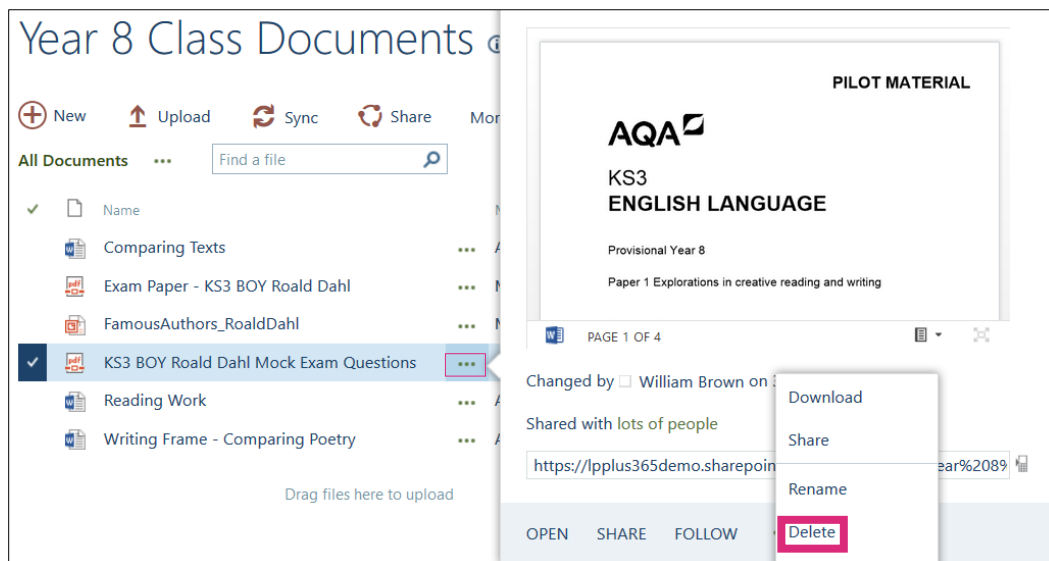 Year 8 Class Documents
New Upload Sync Share Mor
All Documents ••• Find a file
Name
Comparing Texts •••
Exam Paper - KS3 BOY Roald Dahl •••
FamousAuthors_RoaldDahl •••
KS3 BOY Roald Dahl Mock Exam Questions •••
Reading Work •••
Writing Frame - Comparing Poetry •••
Drag files here to upload
PILOT MATERIAL
AQA
KS3
ENGLISH LANGUAGE
Provisional Year 8
Paper 1 Explorations in creative reading and writing
PAGE 1 OF 4
Changed by William Brown on
Shared with lots of people
https://lpplus365demo.sharepoin ear%208%
OPEN SHARE FOLLOW
Download
Share
Rename
Delete